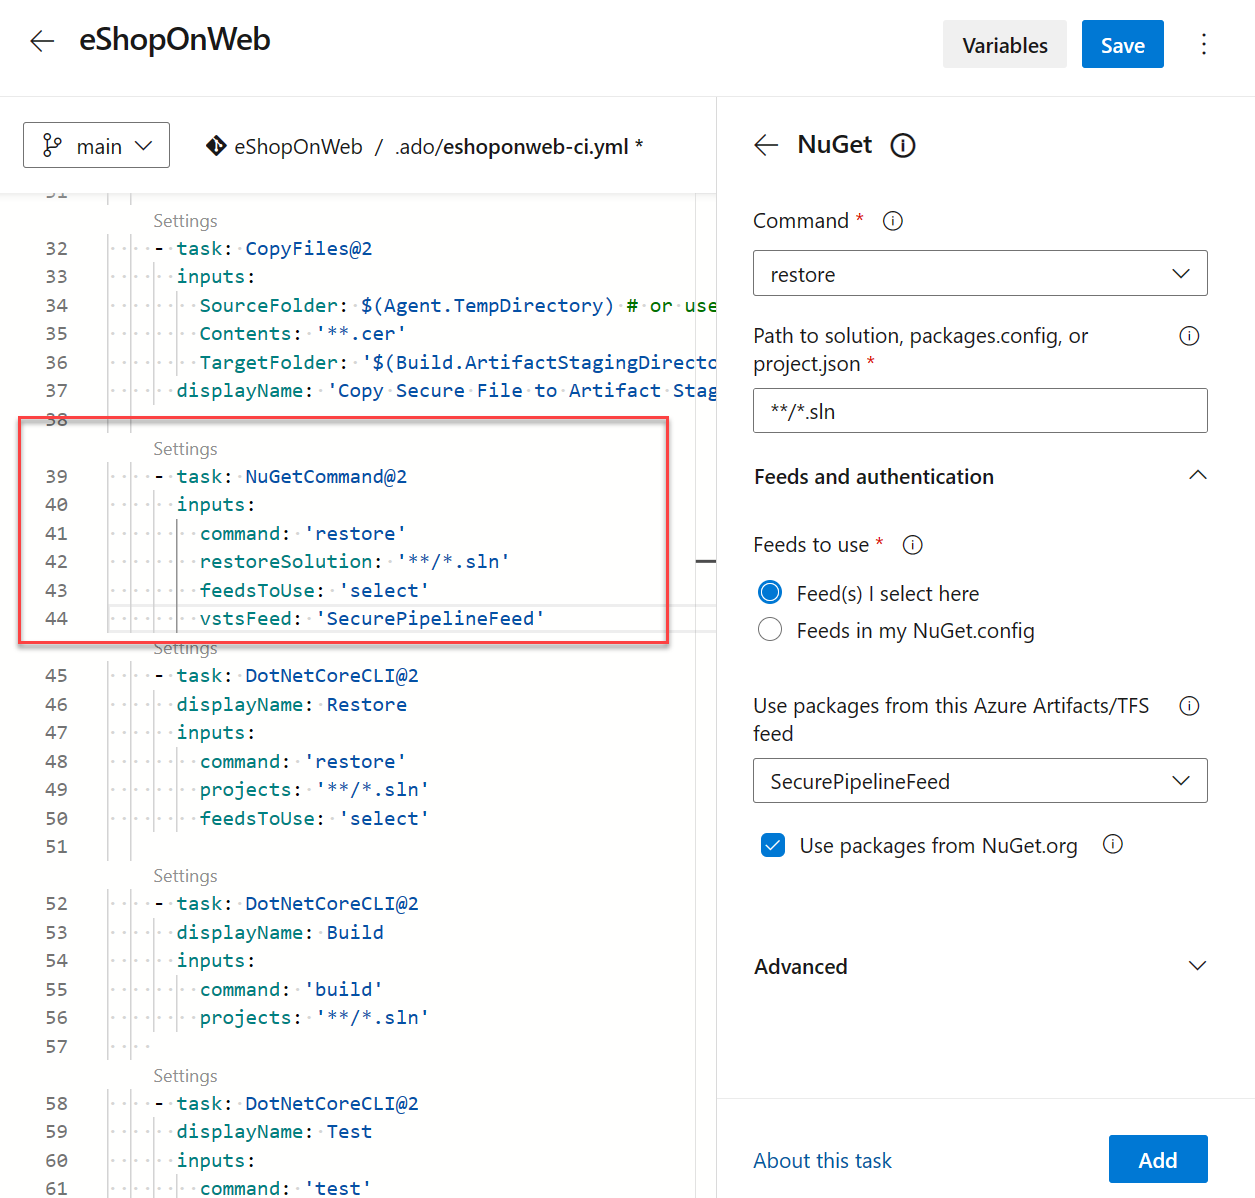 eShopOnWeb
Variables
Save
main
eShopOnWeb / .ado/eshoponweb-ci.yml *
31
Settings
32 - task: CopyFiles@2
33 inputs:
34 SourceFolder: $(Agent.TempDirectory) # or use
35 Contents: '**.cer'
36 TargetFolder: '$(Build.ArtifactStagingDirecto
37 displayName: 'Copy Secure File to Artifact Stag
38
Settings
39 - task: NuGetCommand@2
40 inputs:
41 command: 'restore'
42 restoreSolution: '**/*.sln'
43 feedsToUse: 'select'
44 vstsFeed: 'SecurePipelineFeed'
Settings
45 - task: DotNetCoreCLI@2
46 displayName: Restore
47 inputs:
48 command: 'restore'
49 projects: '**/*.sln'
50 feedsToUse: 'select'
51
Settings
52 - task: DotNetCoreCLI@2
53 displayName: Build
54 inputs:
55 command: 'build'
56 projects: '**/*.sln'
57
Settings
58 - task: DotNetCoreCLI@2
59 displayName: Test
60 inputs:
61 command: 'test'
NuGet
Command *
restore
Path to solution, packages.config, or
project.json *
**/*.sln
Feeds and authentication
Feeds to use *
Feed(s) I select here
Feeds in my NuGet.config
Use packages from this Azure Artifacts/TFS
feed
SecurePipelineFeed
Use packages from NuGet.org
Advanced
About this task
Add